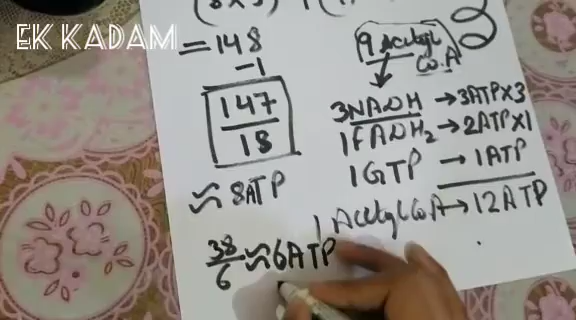 EK KADAM
= 148
-1
147
18
≈ 8ATP
38/6 ≈ 6ATP
9 Acetyl
Co.A
3NADH → 3ATP×3
1FADH₂ → 2ATP×1
1GTP → 1ATP
1 Acetyl CoA → 12ATP